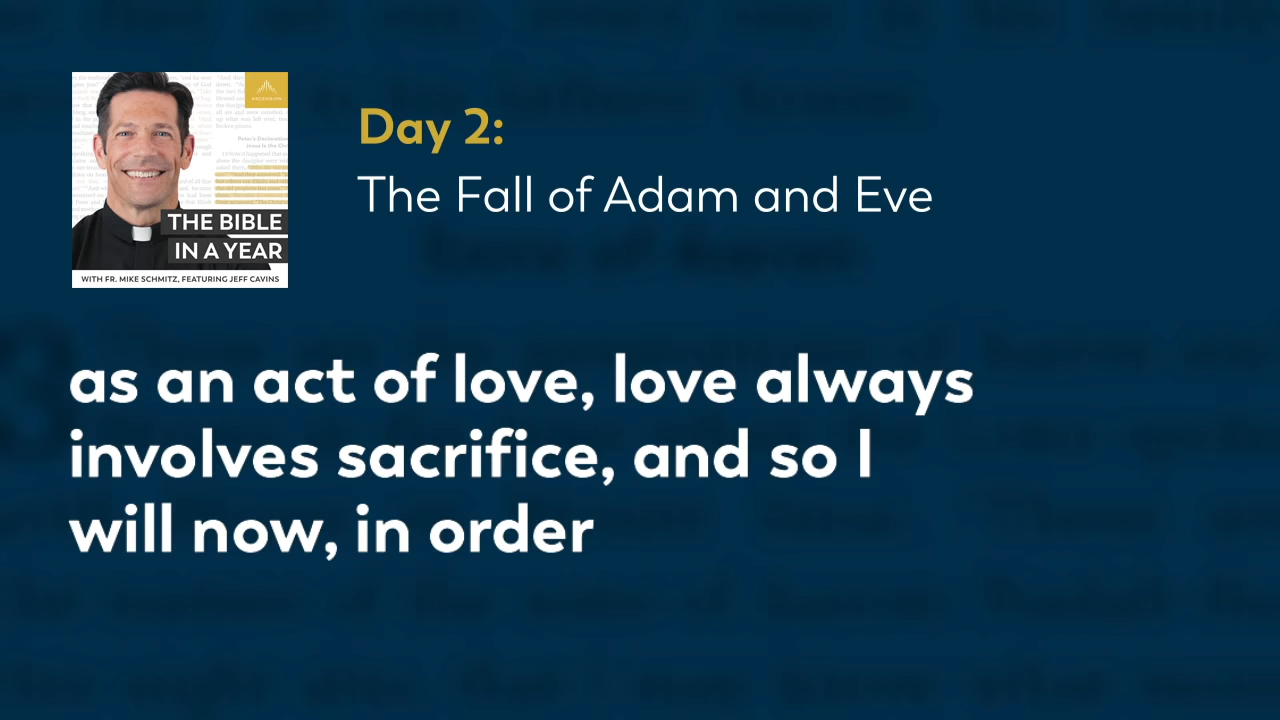 THE BIBLE
IN A YEAR
WITH FR. MIKE SCHMITZ, FEATURING JEFF CAVINS
Day 2:
The Fall of Adam and Eve
as an act of love, love always
involves sacrifice, and so I
will now, in order